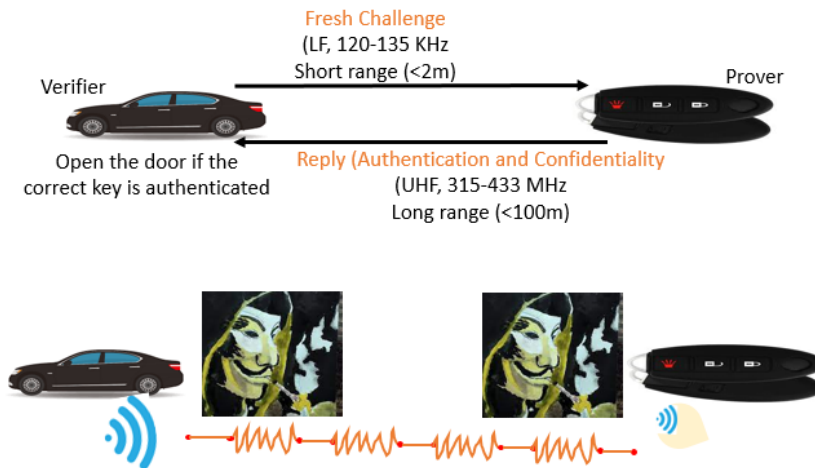 Fresh Challenge
(LF, 120-135 KHz
Short range (<2m)
Verifier
Prover
Open the door if the
correct key is authenticated
Reply (Authentication and Confidentiality
(UHF, 315-433 MHz
Long range (<100m)